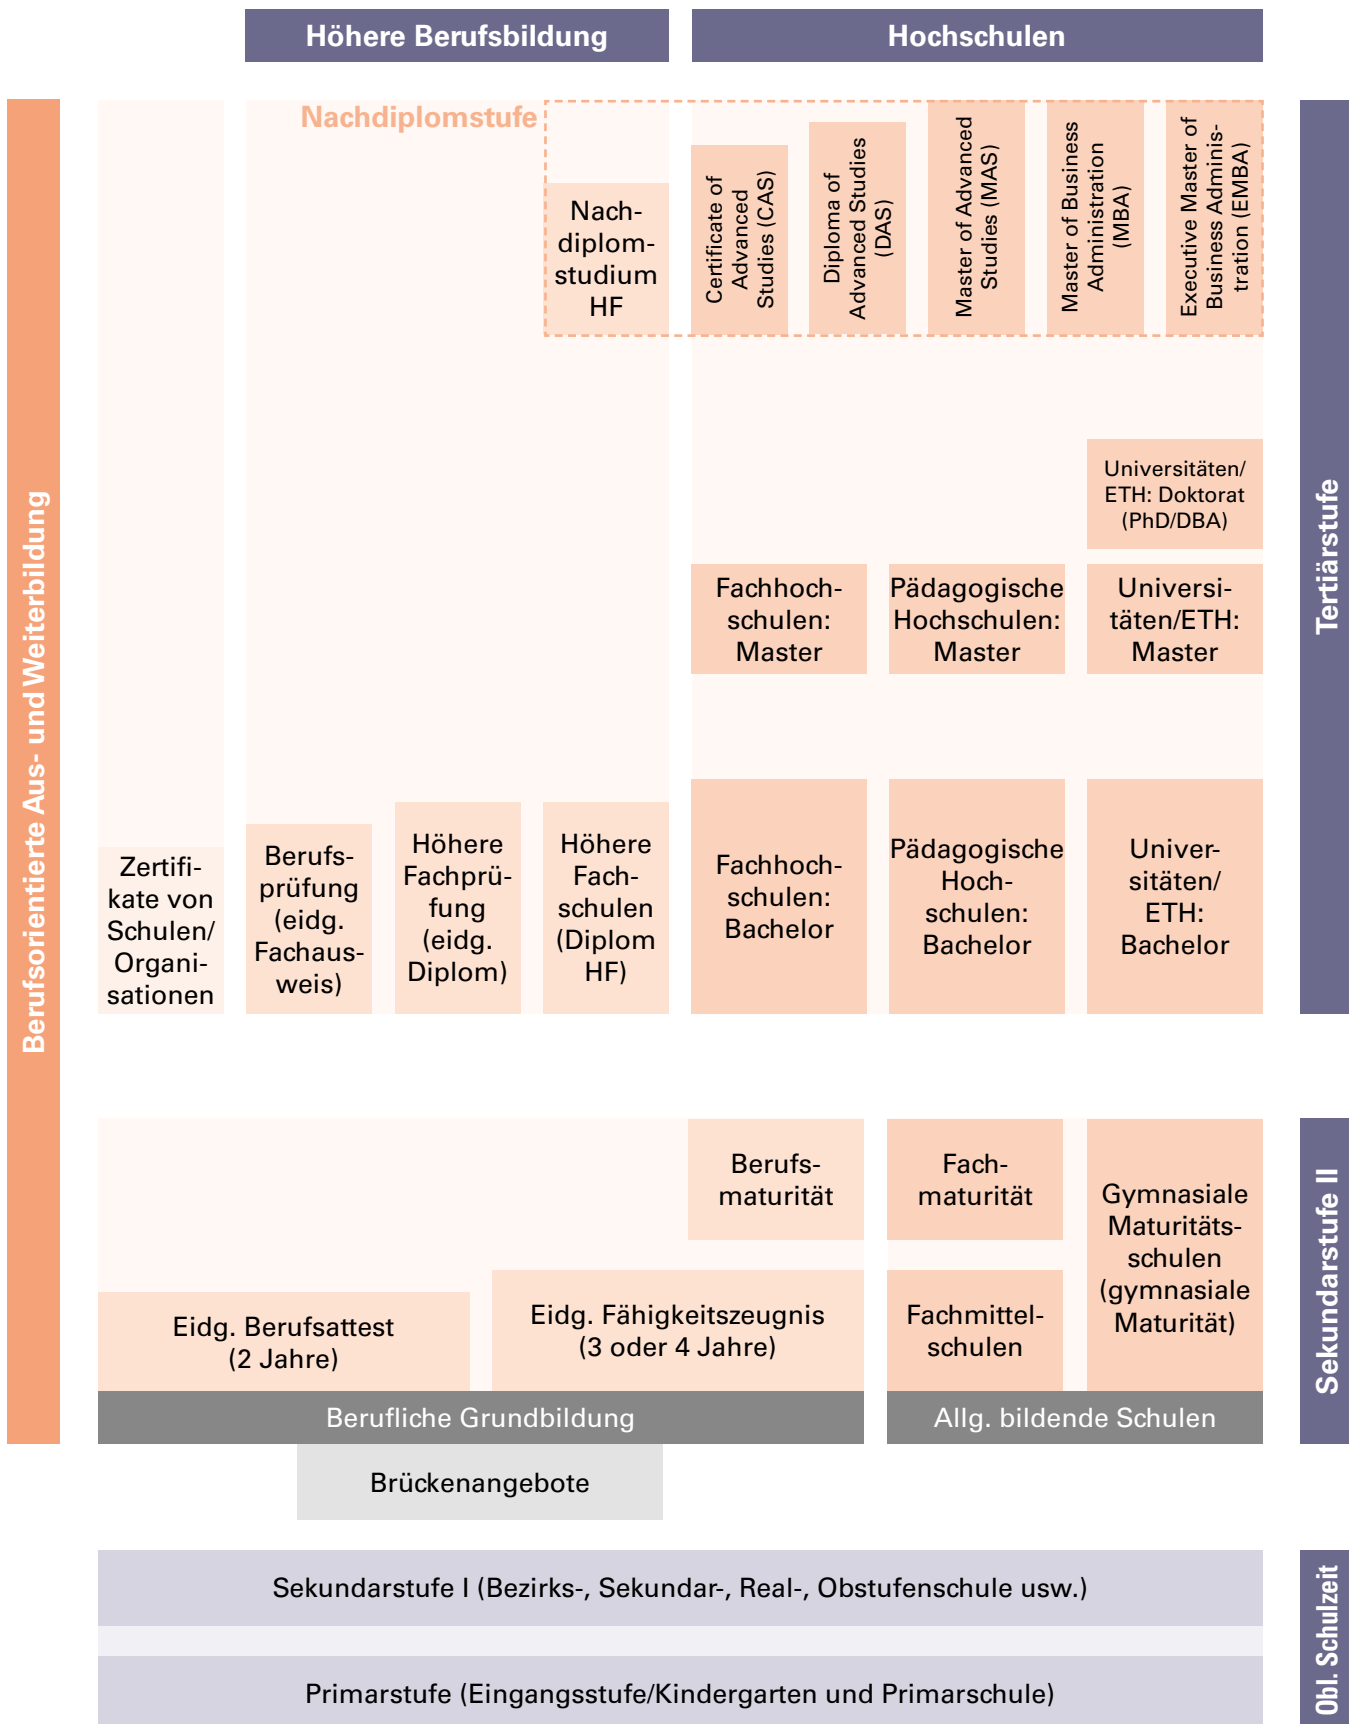 Höhere Berufsbildung
Hochschulen
Nachdiplomstufe
Nach-
diplom-
studium
HF
Certificate of
Advanced
Studies (CAS)
Diploma of
Advanced Studies
(DAS)
Master of Advanced
Studies (MAS)
Master of Business
Administration
(MBA)
Executive Master of
Business Adminis-
tration (EMBA)
Universitäten/
ETH: Doktorat
(PhD/DBA)
Fachhoch-
schulen:
Master
Pädagogische
Hochschulen:
Master
Universi-
täten/ETH:
Master
Zertifi-
kate von
Schulen/
Organi-
sationen
Berufs-
prüfung
(eidg.
Fachaus-
weis)
Höhere
Fachprü-
fung
(eidg.
Diplom)
Höhere
Fach-
schulen
(Diplom
HF)
Fachhoch-
schulen:
Bachelor
Pädagogische
Hoch-
schulen:
Bachelor
Univer-
sitäten/
ETH:
Bachelor
Berufsorientierte Aus- und Weiterbildung
Tertiärstufe
Berufs-
maturität
Fach-
maturität
Gymnasiale
Maturitäts-
schulen
(gymnasiale
Maturität)
Eidg. Berufsattest
(2 Jahre)
Eidg. Fähigkeitszeugnis
(3 oder 4 Jahre)
Fachmittel-
schulen
Berufliche Grundbildung
Allg. bildende Schulen
Sekundarstufe II
Brückenangebote
Sekundarstufe I (Bezirks-, Sekundar-, Real-, Obstufenschule usw.)
Primarstufe (Eingangsstufe/Kindergarten und Primarschule)
Obl. Schulzeit